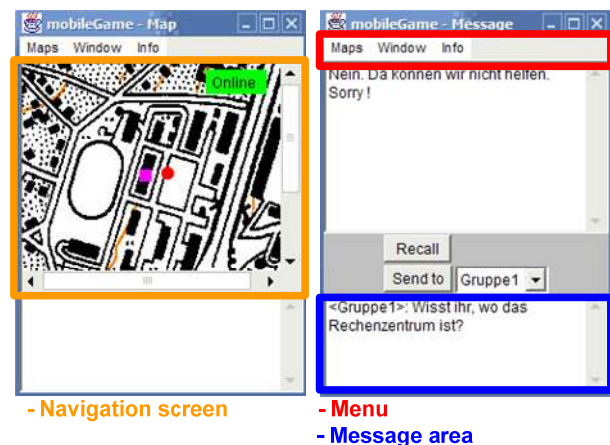 mobileGame - Map
Maps Window Info
Online
- Navigation screen
mobileGame - Message
Maps Window Info
Nein. Da können wir nicht helfen.
Sorry !
Recall
Send to Gruppe1
<Gruppe1>: Wisst ihr, wo das
Rechenzentrum ist?
- Menu
- Message area